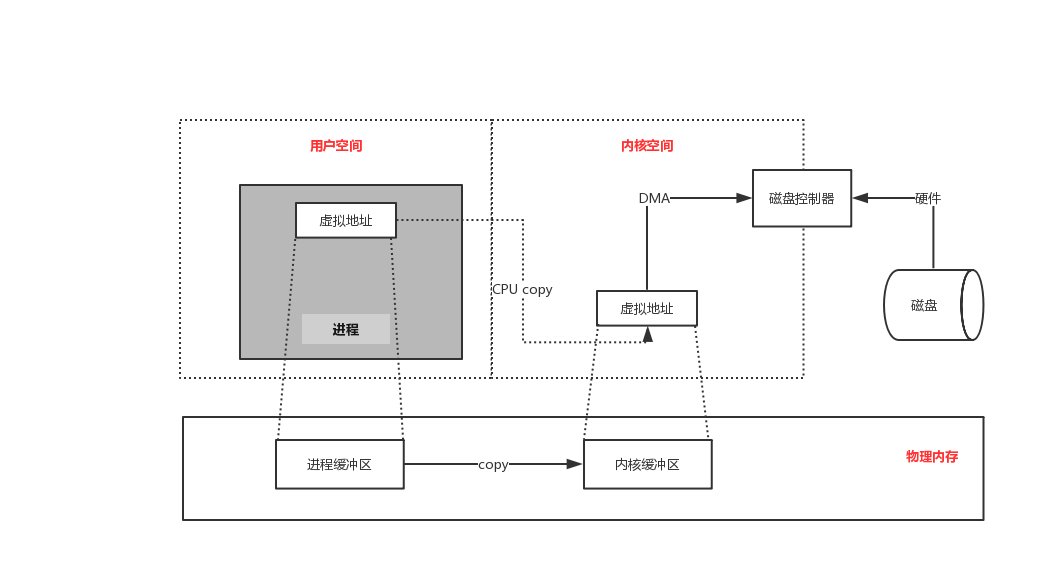 用户空间
内核空间
虚拟地址
DMA
磁盘控制器
硬件
CPU copy
虚拟地址
磁盘
进程
物理内存
进程缓冲区
copy
内核缓冲区